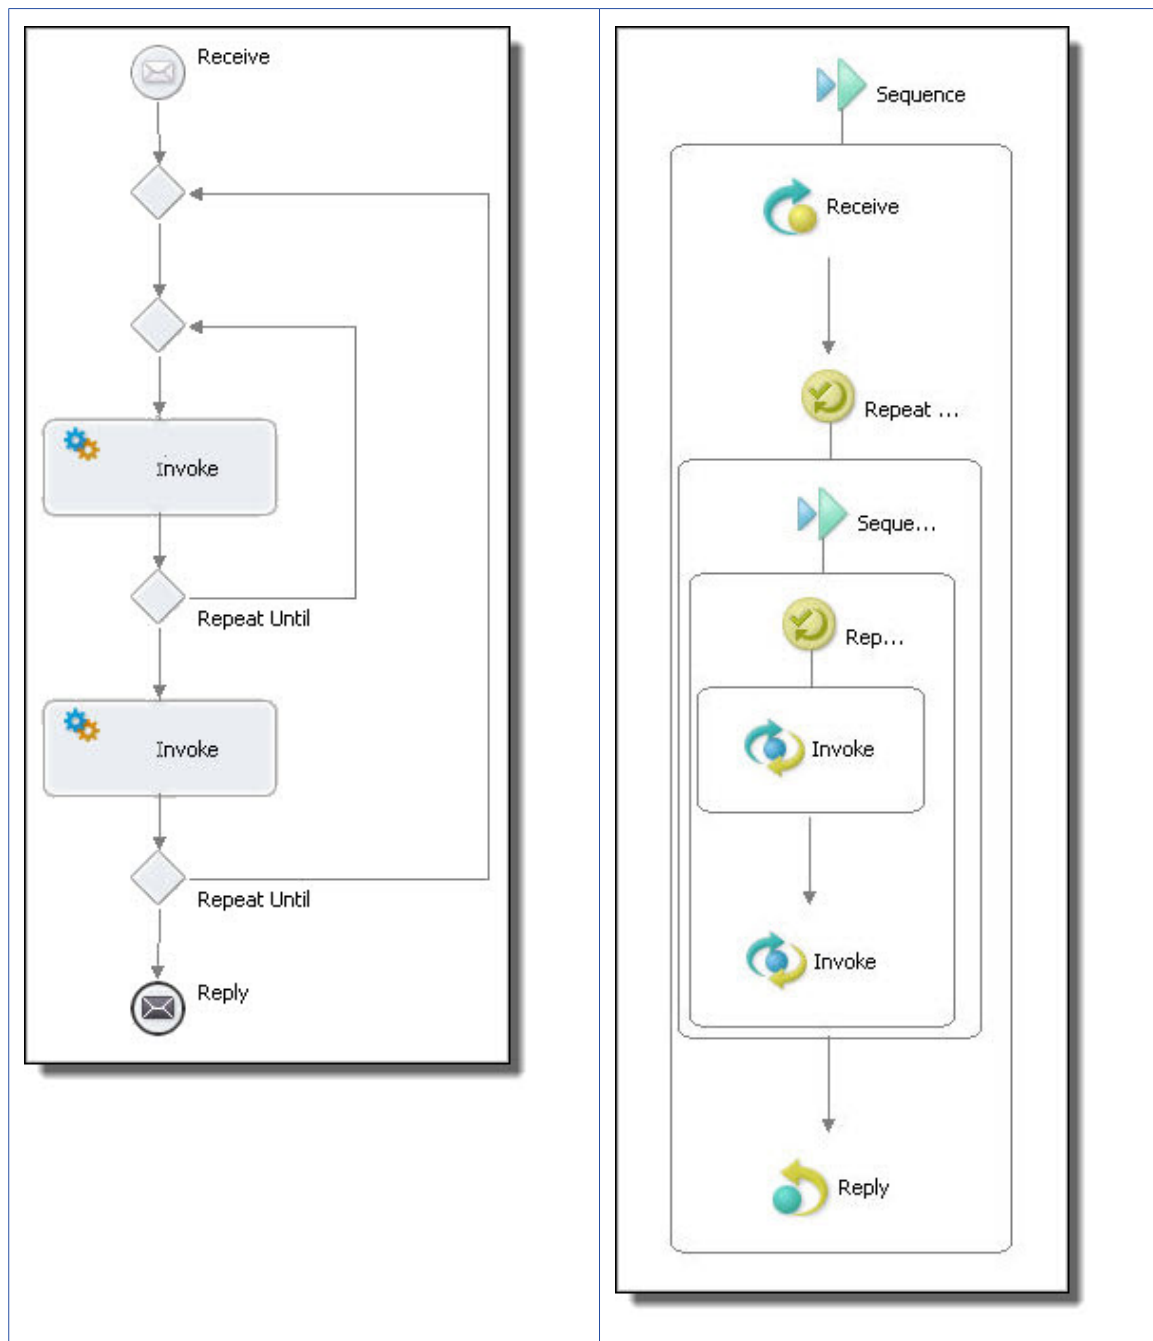 Receive
Invoke
Repeat Until
Invoke
Repeat Until
Reply
Sequence
Receive
Repeat ...
Seque...
Rep...
Invoke
Invoke
Reply